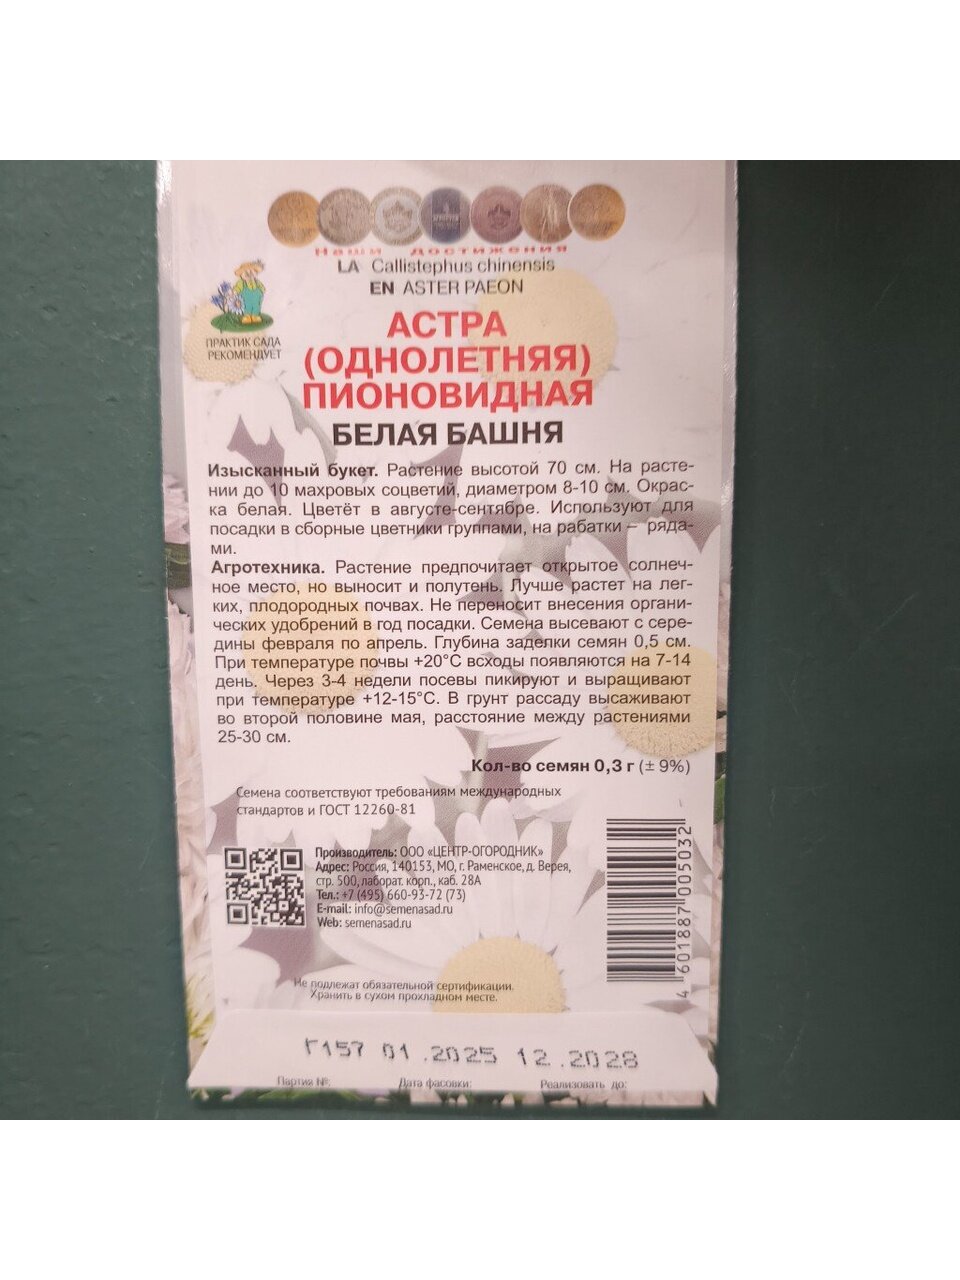 Наши достижения
LA Callistephus chinensis
EN ASTER PAEON
ПРАКТИК САДА
РЕКОМЕНДУЕТ
АСТРА
(ОДНОЛЕТНЯЯ)
ПИОНОВИДНАЯ
БЕЛАЯ БАШНЯ
Изысканный букет. Растение высотой 70 см. На расте-
нии до 10 махровых соцветий, диаметром 8-10 см. Окрас-
ка белая. Цветёт в августе-сентябре. Используют для
посадки в сборные цветники группами, на рабатки – ряда-
ми.
Агротехника. Растение предпочитает открытое солнеч-
ное место, но выносит и полутень. Лучше растет на лег-
ких, плодородных почвах. Не переносит внесения органи-
ческих удобрений в год посадки. Семена высевают с сере-
дины февраля по апрель. Глубина заделки семян 0,5 см.
При температуре почвы +20°С всходы появляются на 7-14
день. Через 3-4 недели посевы пикируют и выращивают
при температуре +12-15°С. В грунт рассаду высаживают
во второй половине мая, расстояние между растениями
25-30 см.
Кол-во семян 0,3 г (± 9%)
Семена соответствуют требованиям международных
стандартов и ГОСТ 12260-81
Производитель: ООО «ЦЕНТР-ОГОРОДНИК»
Адрес: Россия, 140153, МО, г. Раменское, д. Верея,
стр. 500, лаборат. корп., каб. 28А
Тел.: +7 (495) 660-93-72 (73)
E-mail: info@semenasad.ru
Web: semenasad.ru
4 601887 005032
Не подлежат обязательной сертификации.
Хранить в сухом прохладном месте.
Г157 01.2025 12.2028
Партия №: Дата фасовки: Реализовать до: